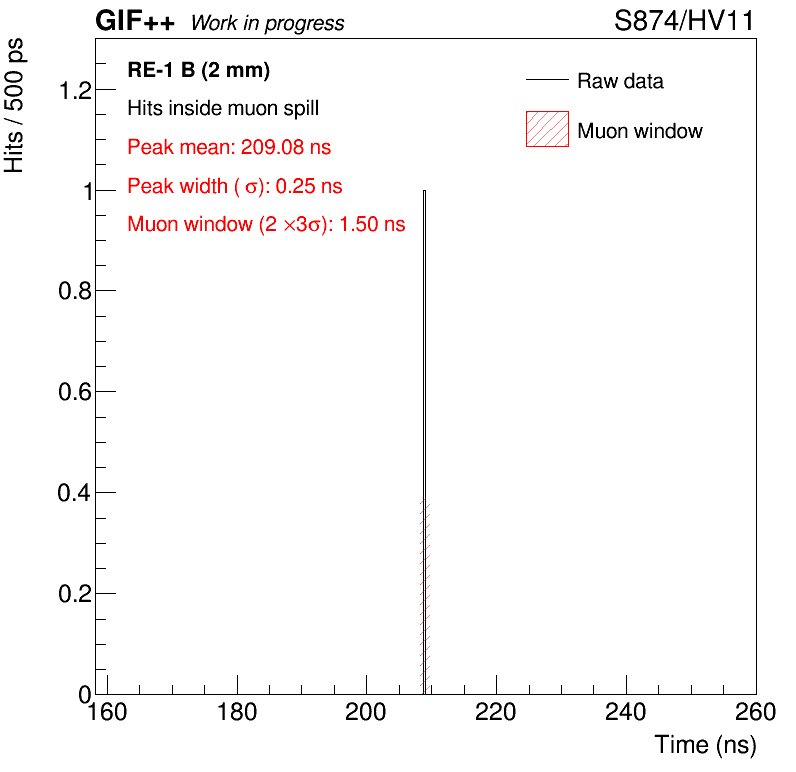 GIF++ Work in progress S874/HV11
Hits / 500 ps
RE-1 B (2 mm)
Hits inside muon spill
Peak mean: 209.08 ns
Peak width ( σ): 0.25 ns
Muon window (2 ×3σ): 1.50 ns
Raw data
Muon window
1.2
1
0.8
0.6
0.4
0.2
0
160 180 200 220 240 260
Time (ns)